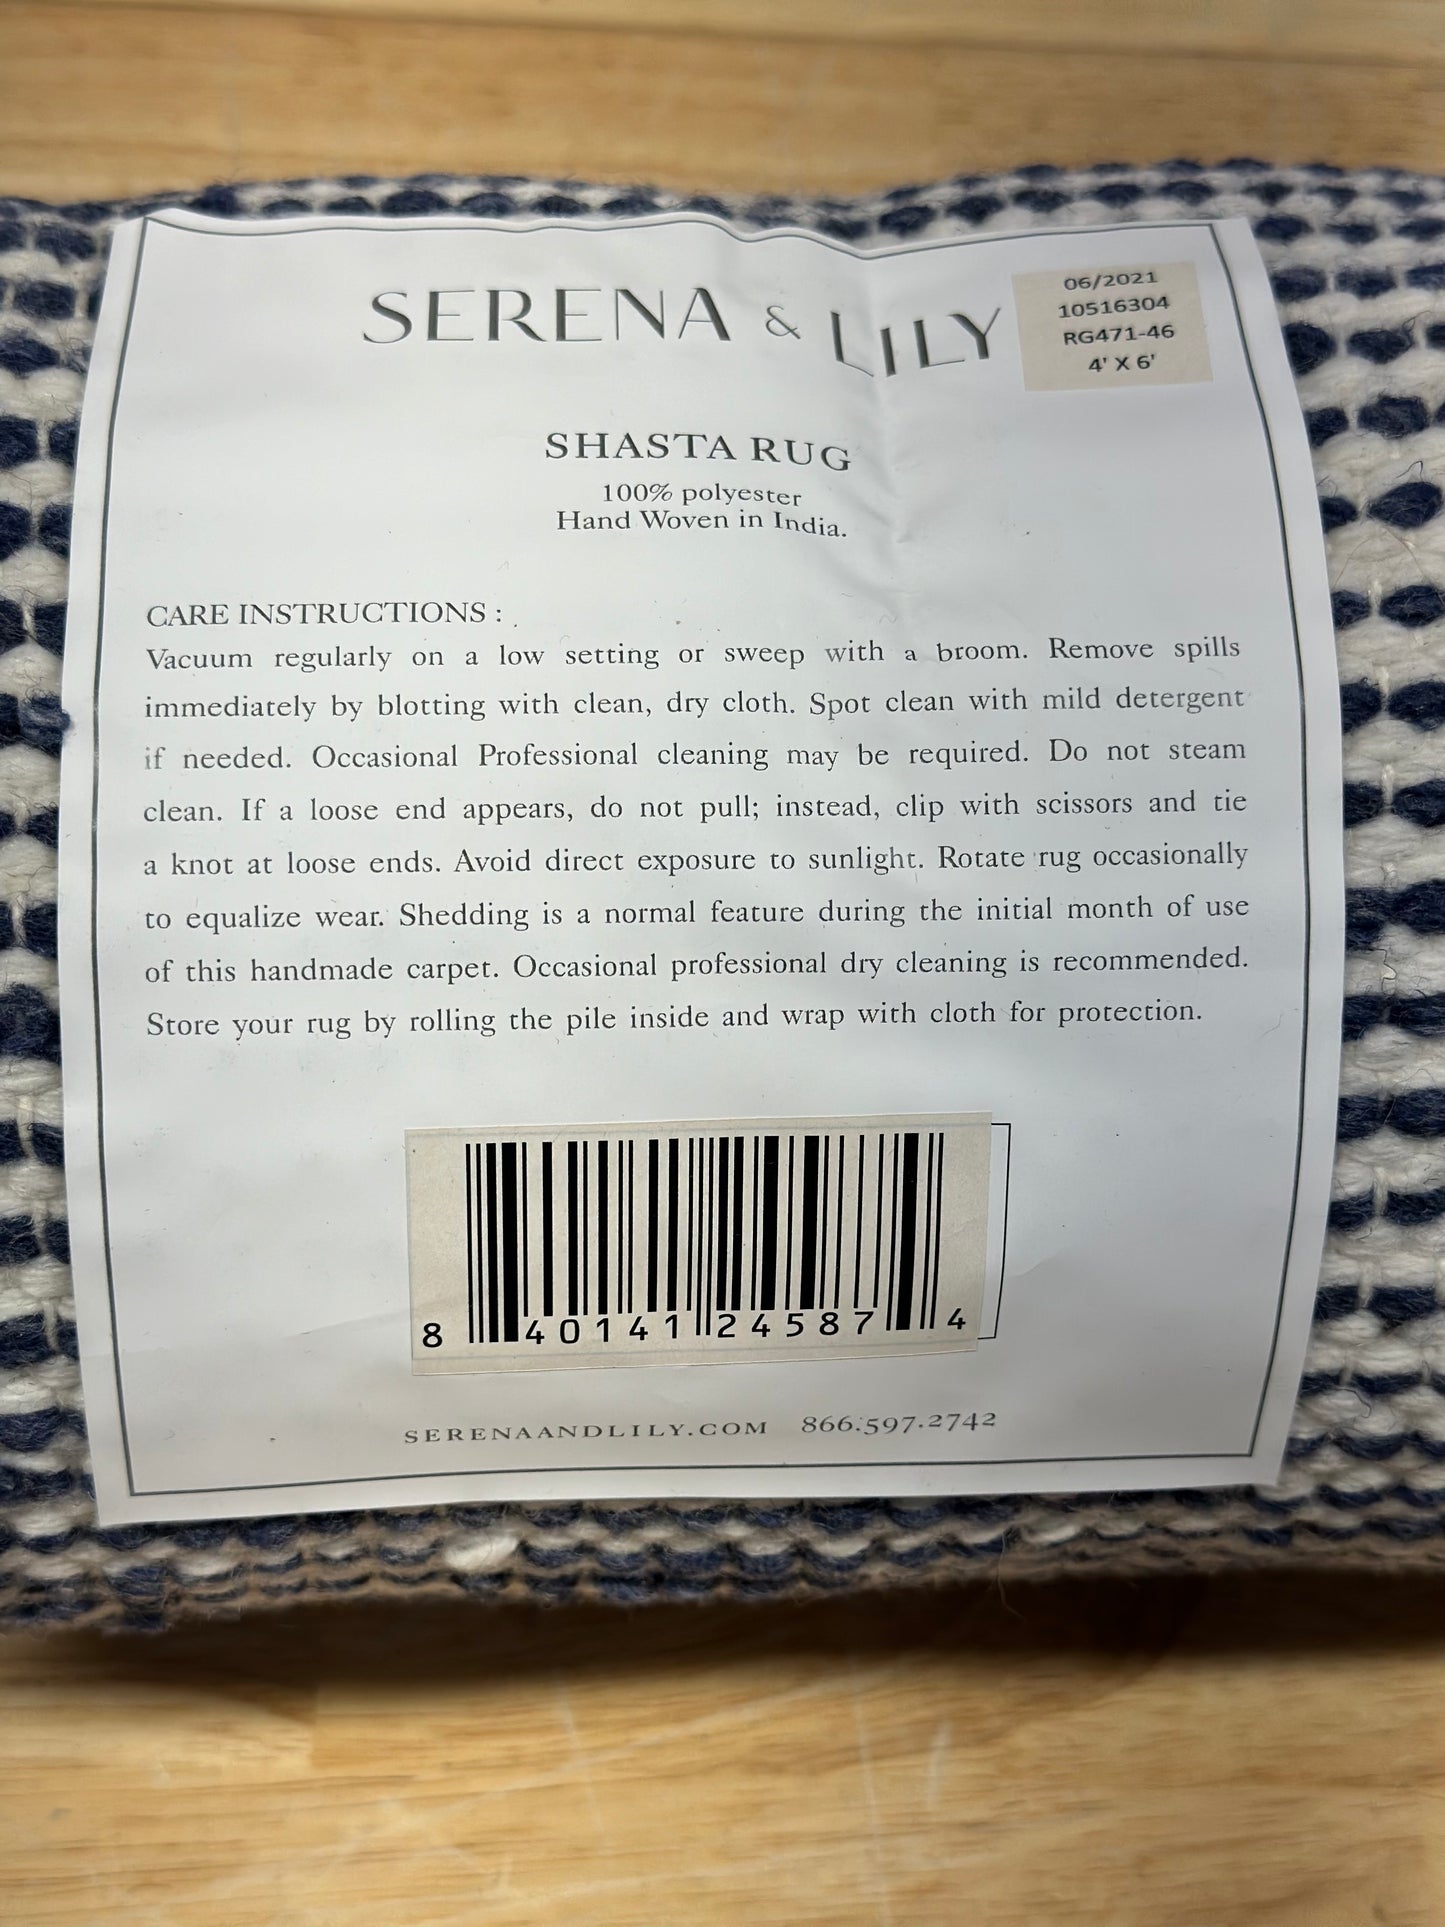 SERENA & LILY
06/2021
10516304
RG471-46
4' X 6'
SHASTA RUG
100% polyester
Hand Woven in India.
CARE INSTRUCTIONS :
Vacuum regularly on a low setting or sweep with a broom. Remove spills
immediately by blotting with clean, dry cloth. Spot clean with mild detergent
if needed. Occasional Professional cleaning may be required. Do not steam
clean. If a loose end appears, do not pull; instead, clip with scissors and tie
a knot at loose ends. Avoid direct exposure to sunlight. Rotate rug occasionally
to equalize wear. Shedding is a normal feature during the initial month of use
of this handmade carpet. Occasional professional dry cleaning is recommended.
Store your rug by rolling the pile inside and wrap with cloth for protection.
8 40141 24587 4
SERENAANDLILY.COM 866.597.2742